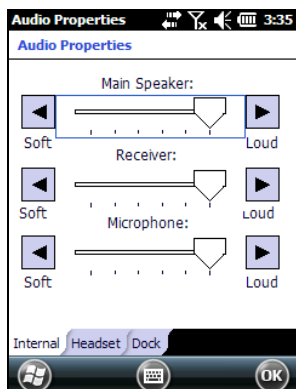 Audio Properties 3:35
Audio Properties
Main Speaker:
Soft Loud
Receiver:
Soft Loud
Microphone:
Soft Loud
Internal Headset Dock
OK